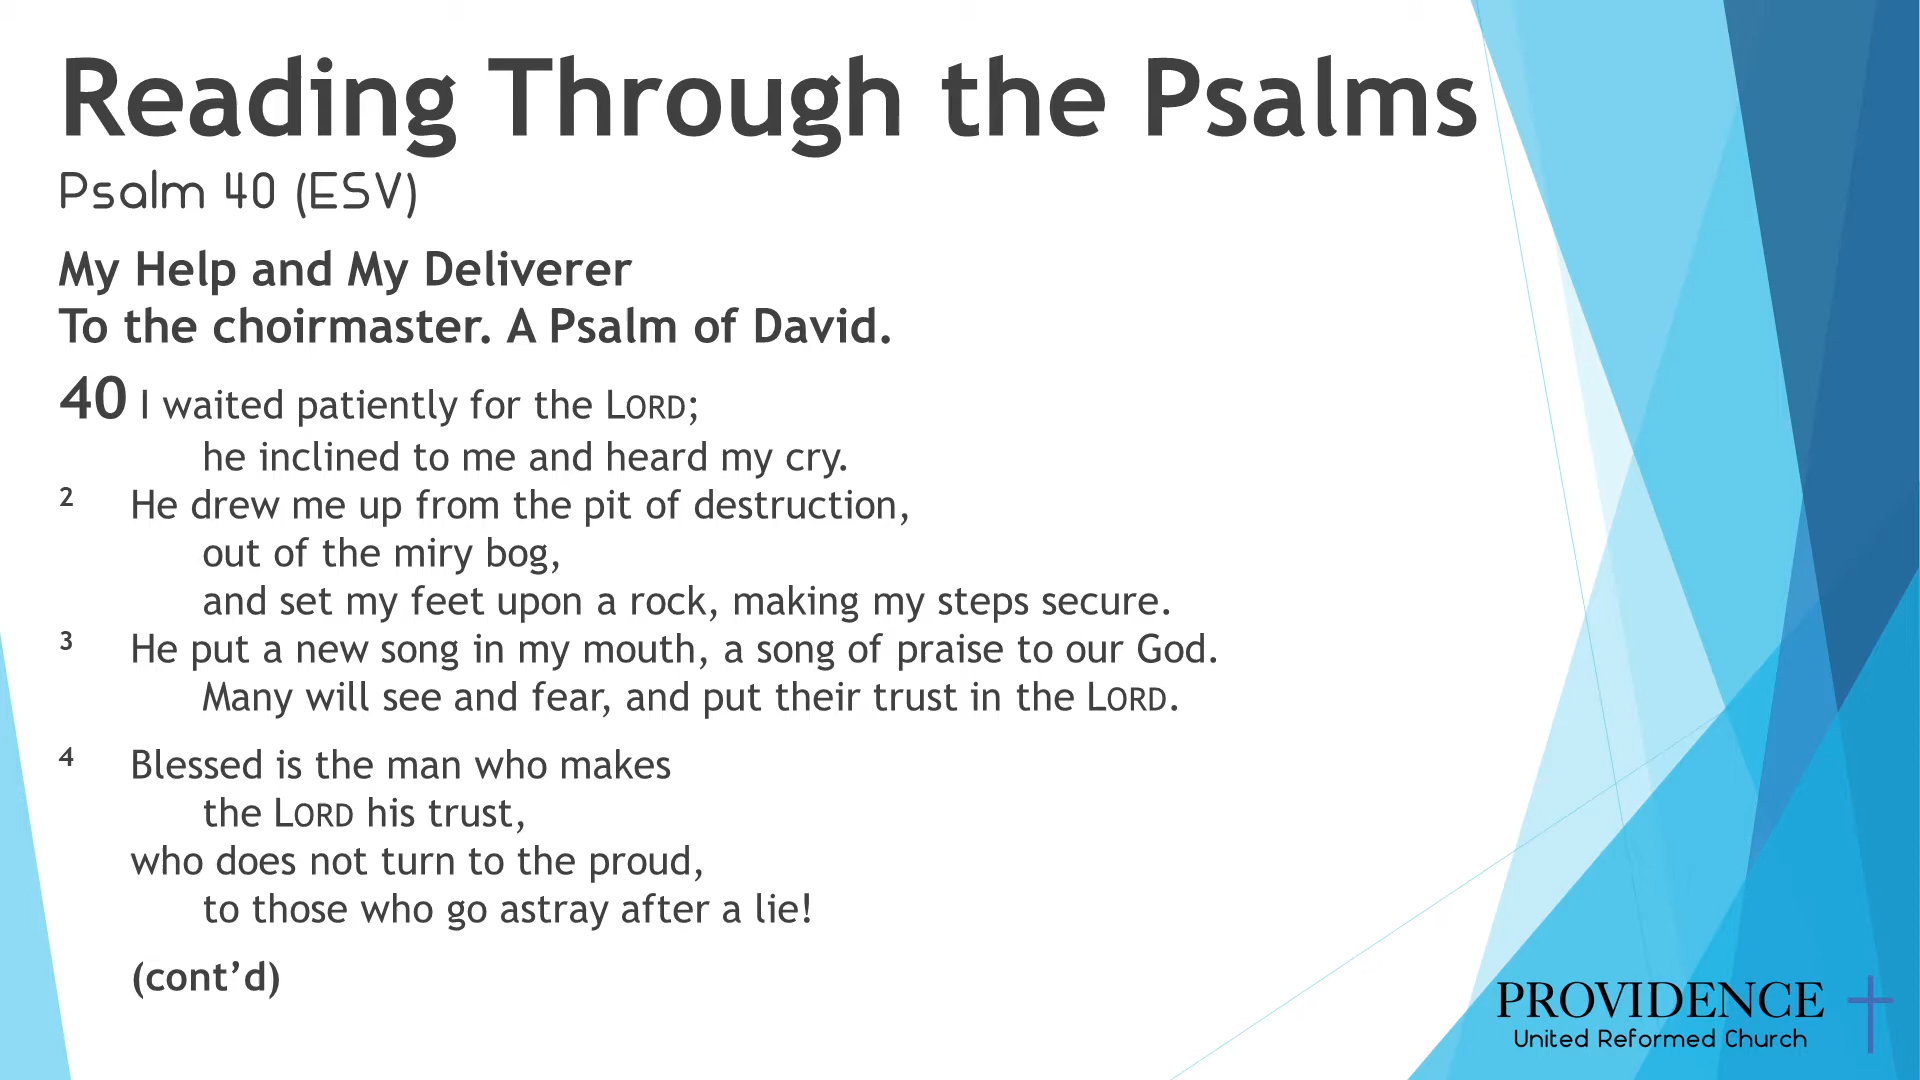 Reading Through the Psalms
Psalm 40 (ESV)
My Help and My Deliverer
To the choirmaster. A Psalm of David.
40 I waited patiently for the LORD;
he inclined to me and heard my cry.
2 He drew me up from the pit of destruction,
out of the miry bog,
and set my feet upon a rock, making my steps secure.
3 He put a new song in my mouth, a song of praise to our God.
Many will see and fear, and put their trust in the LORD.
4 Blessed is the man who makes
the LORD his trust,
who does not turn to the proud,
to those who go astray after a lie!
(cont’d)
PROVIDENCE
United Reformed Church